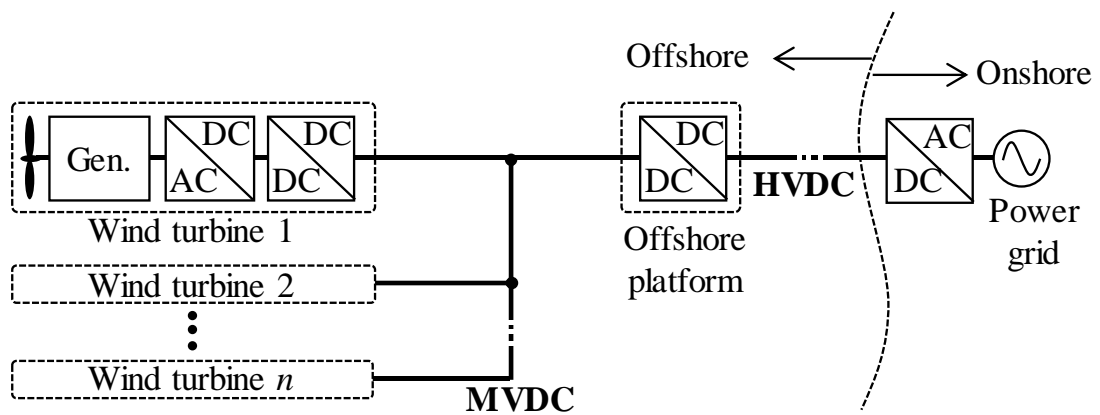 Offshore
Onshore
Gen.
DC
AC
DC
DC
DC
DC
AC
DC
HVDC
Wind turbine 1
Offshore
platform
Power
grid
Wind turbine 2
Wind turbine n
MVDC